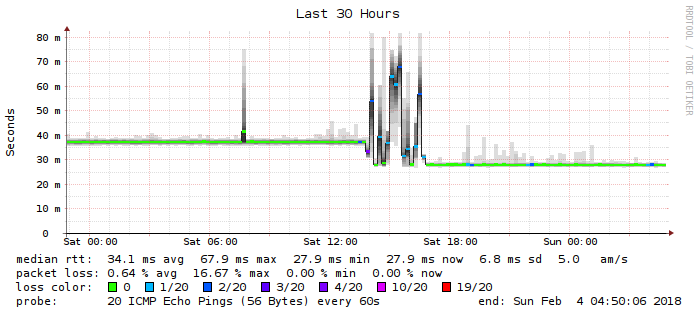 Last 30 Hours
RRDTOOL / TOBI OETIKER
Seconds
80 m
70 m
60 m
50 m
40 m
30 m
20 m
10 m
0
Sat 00:00 Sat 06:00 Sat 12:00 Sat 18:00 Sun 00:00
median rtt: 34.1 ms avg 67.9 ms max 27.9 ms min 27.9 ms now 6.8 ms sd 5.0 am/s
packet loss: 0.64 % avg 16.67 % max 0.00 % min 0.00 % now
loss color: 0 1/20 2/20 3/20 4/20 10/20 19/20
probe: 20 ICMP Echo Pings (56 Bytes) every 60s end: Sun Feb 4 04:50:06 2018